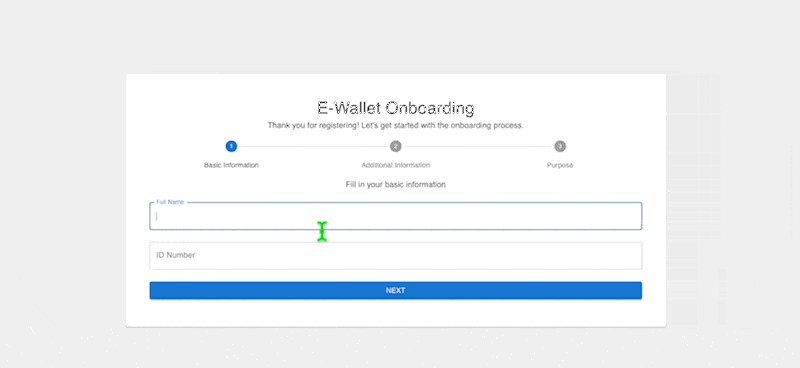 E-Wallet Onboarding
Thank you for registering! Let's get started with the onboarding process.
1 2 3
Basic Information Additional Information Purpose
Fill in your basic information
Full Name
ID Number
NEXT